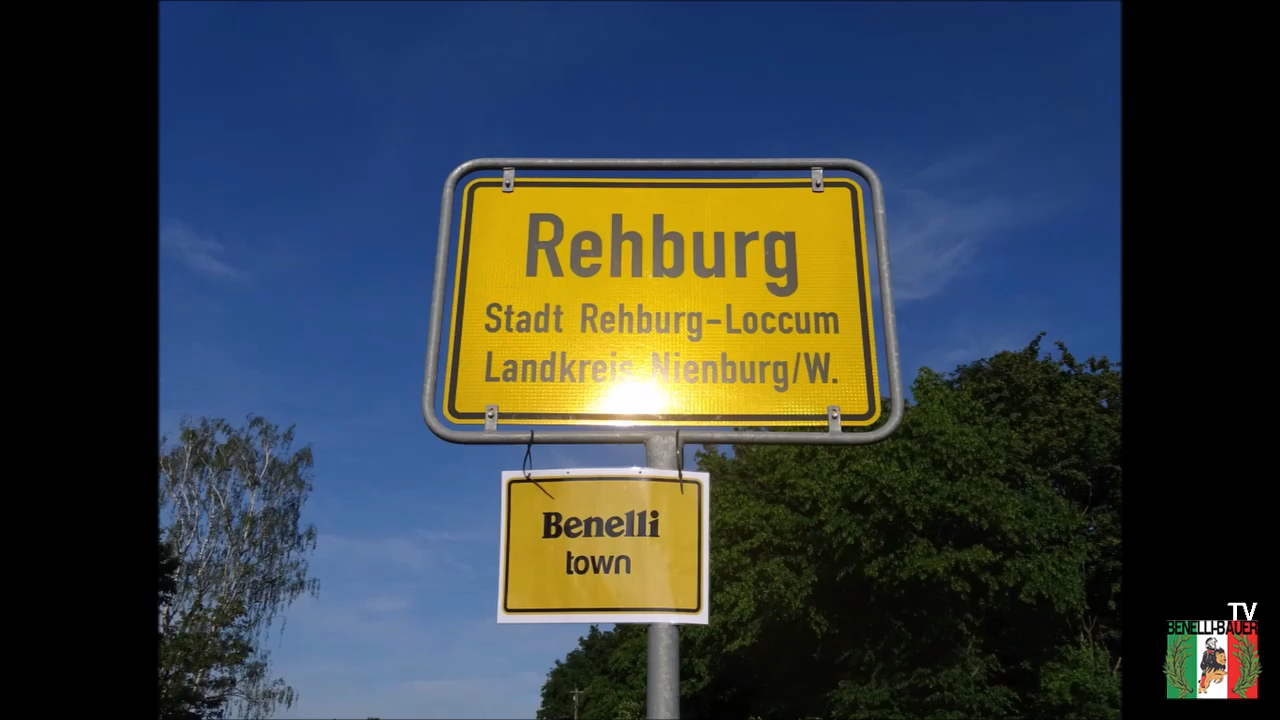 Rehburg
Stadt Rehburg-Loccum
Landkreis Nienburg/W.
Benelli
town
TV
BENELLI-BAUER